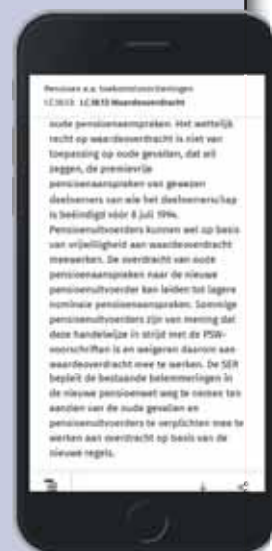 Pensioen e.a. toekomstvoorzieningen
LC3613 Waardeoverdracht
oude pensioenaanspraken. Het wettelijk
recht op waardeoverdracht is niet van
toepassing op oude gevallen, dat wil
zeggen, de premievrije
pensioenaanspraken van gewezen
deelnemers van wie het deelnemerschap
is beëindigd vóór 8 juli 1994.
Pensioenuitvoerders kunnen wel op basis
van vrijwilligheid aan waardeoverdracht
meewerken. De overdracht van oude
pensioenaanspraken naar de nieuwe
pensioenuitvoerder kan leiden tot lagere
nominale pensioenaanspraken. Sommige
pensioenuitvoerders zijn van mening dat
deze handelwijze in strijd met de PSW-
voorschriften is en weigeren daarom aan
waardeoverdracht mee te werken. De SER
bepleit de bestaande belemmeringen in
de nieuwe pensioenwet weg te nemen ten
aanzien van de oude gevallen en
pensioenuitvoerders te verplichten mee te
werken aan overdracht op basis van de
nieuwe regels.